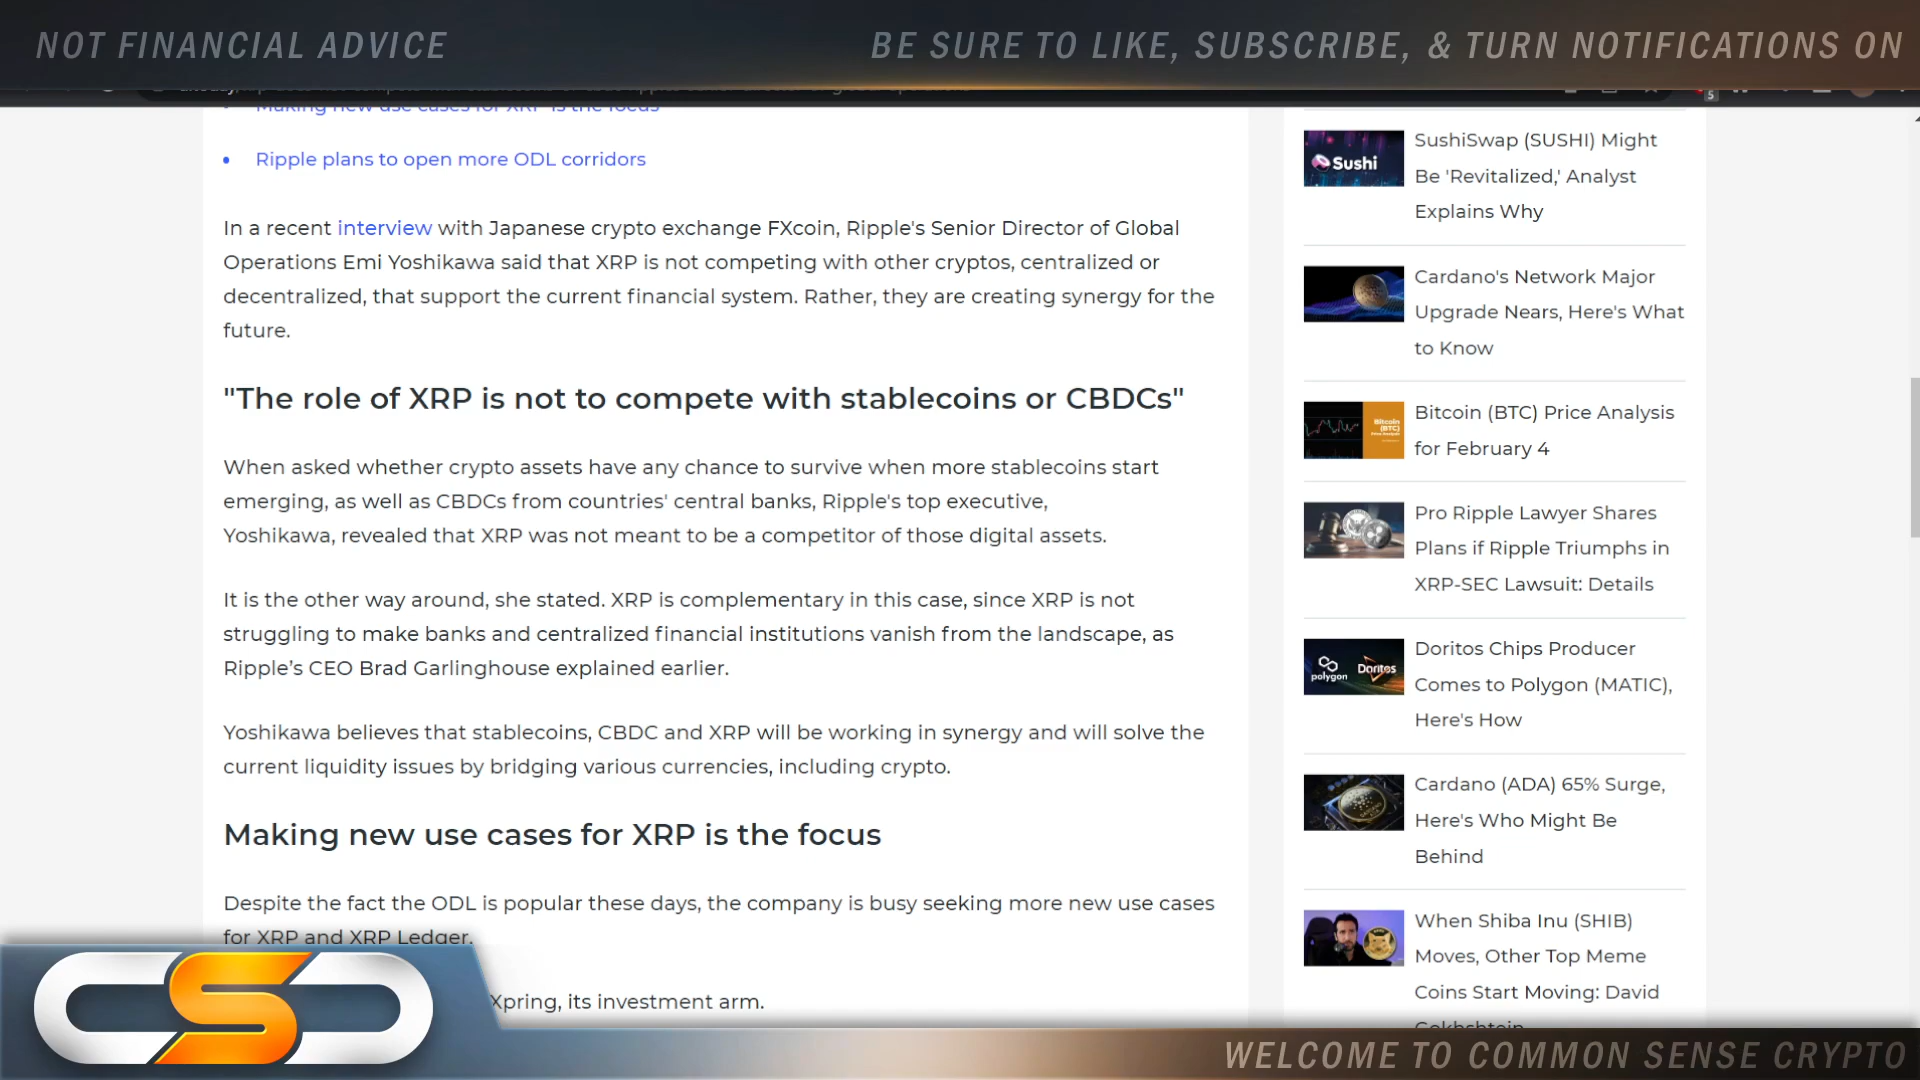 NOT FINANCIAL ADVICE
BE SURE TO LIKE, SUBSCRIBE, & TURN NOTIFICATIONS ON
5
Making new use cases for XRP is the focus
Ripple plans to open more ODL corridors
In a recent interview with Japanese crypto exchange FXcoin, Ripple's Senior Director of Global
Operations Emi Yoshikawa said that XRP is not competing with other cryptos, centralized or
decentralized, that support the current financial system. Rather, they are creating synergy for the
future.
"The role of XRP is not to compete with stablecoins or CBDCs"
When asked whether crypto assets have any chance to survive when more stablecoins start
emerging, as well as CBDCs from countries' central banks, Ripple's top executive,
Yoshikawa, revealed that XRP was not meant to be a competitor of those digital assets.
It is the other way around, she stated. XRP is complementary in this case, since XRP is not
struggling to make banks and centralized financial institutions vanish from the landscape, as
Ripple’s CEO Brad Garlinghouse explained earlier.
Yoshikawa believes that stablecoins, CBDC and XRP will be working in synergy and will solve the
current liquidity issues by bridging various currencies, including crypto.
Making new use cases for XRP is the focus
Despite the fact the ODL is popular these days, the company is busy seeking more new use cases
for XRP and XRP Ledger.
Xpring, its investment arm.
Sushi
SushiSwap (SUSHI) Might
Be 'Revitalized,' Analyst
Explains Why
Cardano's Network Major
Upgrade Nears, Here's What
to Know
Bitcoin
(BTC)
Bitcoin (BTC) Price Analysis
for February 4
Pro Ripple Lawyer Shares
Plans if Ripple Triumphs in
XRP-SEC Lawsuit: Details
polygon
Doritos
Doritos Chips Producer
Comes to Polygon (MATIC),
Here's How
Cardano (ADA) 65% Surge,
Here's Who Might Be
Behind
When Shiba Inu (SHIB)
Moves, Other Top Meme
Coins Start Moving: David
Gokhshtein
CSC
WELCOME TO COMMON SENSE CRYPTO